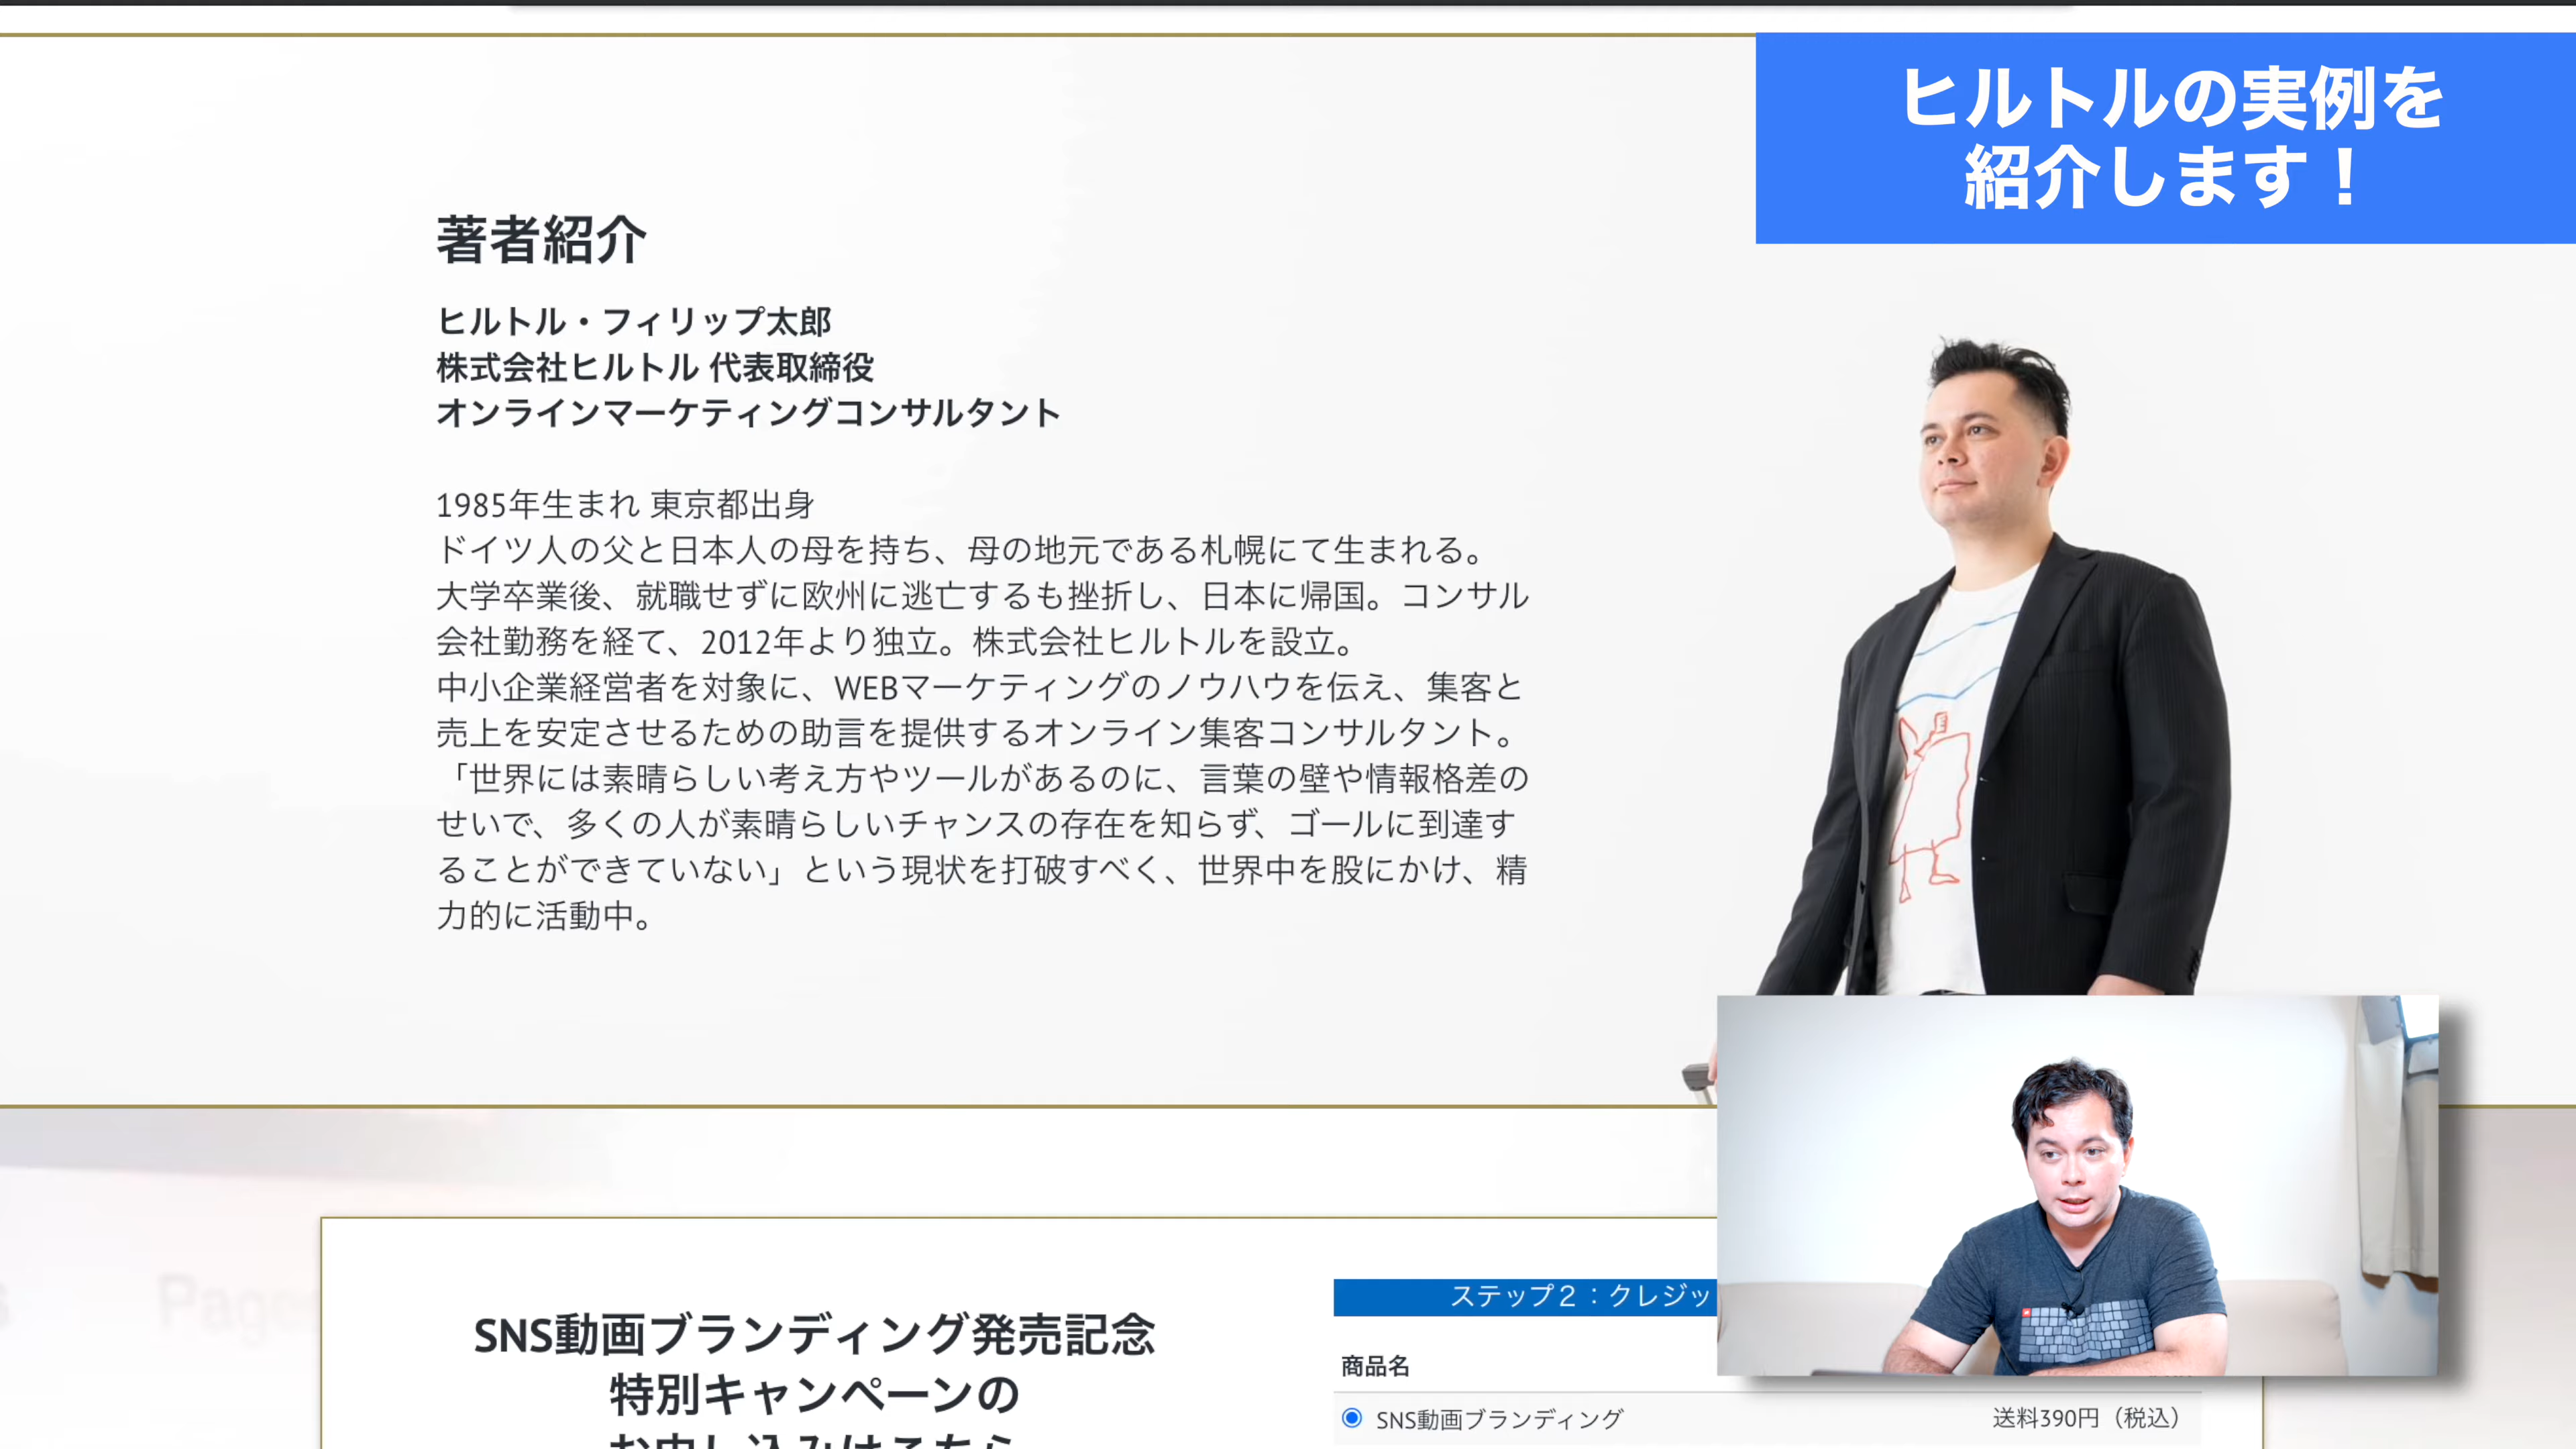 ヒルトルの実例を
紹介します！
著者紹介
ヒルトル・フィリップ太郎
株式会社ヒルトル 代表取締役
オンラインマーケティングコンサルタント
1985年生まれ 東京都出身
ドイツ人の父と日本人の母を持ち、母の地元である札幌にて生まれる。
大学卒業後、就職せずに欧州に逃亡するも挫折し、日本に帰国。コンサル
会社勤務を経て、2012年より独立。株式会社ヒルトルを設立。
中小企業経営者を対象に、WEBマーケティングのノウハウを伝え、集客と
売上を安定させるための助言を提供するオンライン集客コンサルタント。
「世界には素晴らしい考え方やツールがあるのに、言葉の壁や情報格差の
せいで、多くの人が素晴らしいチャンスの存在を知らず、ゴールに到達す
ることができていない」という現状を打破すべく、世界中を股にかけ、精
力的に活動中。
Page
SNS動画ブランディング発売記念
特別キャンペーンの
お申し込みはこちら
ステップ２：クレジッ
商品名
SNS動画ブランディング
送料390円（税込）